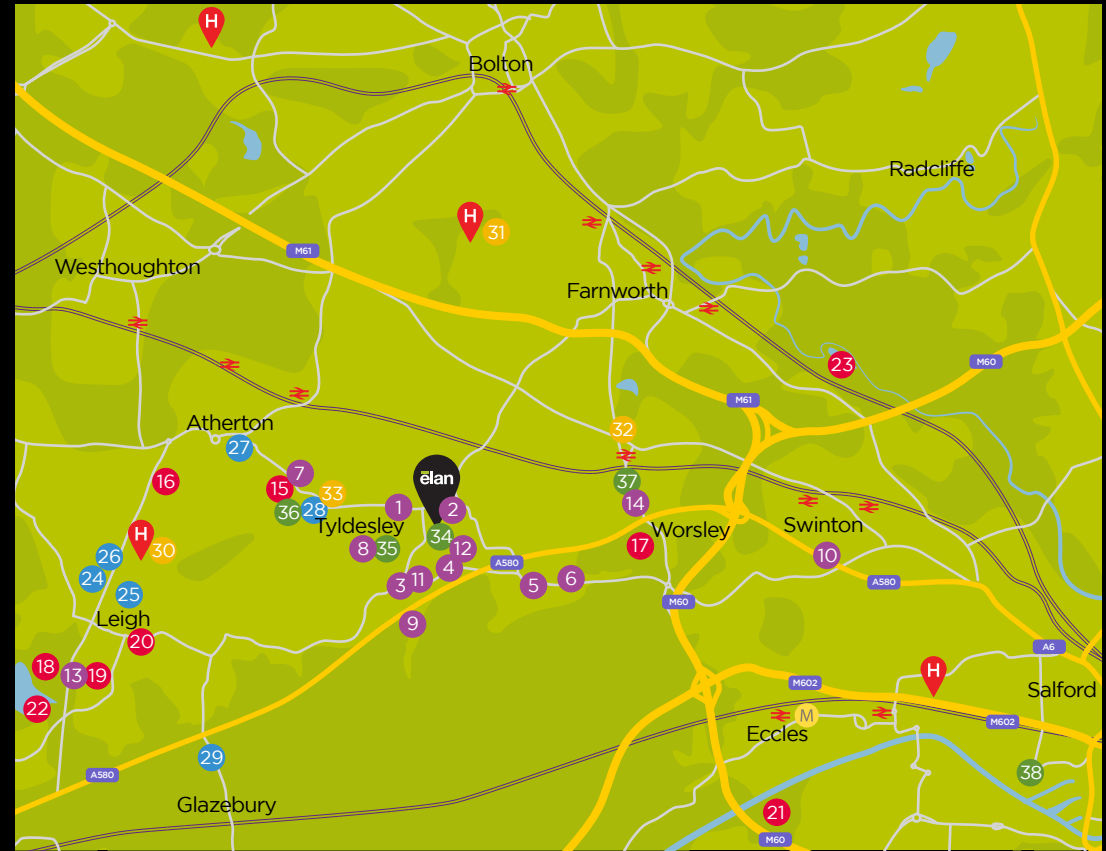 H
Bolton
Radcliffe
H
31
M61
Westhoughton
Farnworth
23
M60
M61
Atherton
27
32
7
ëlan
16
15
33
37
36
28
1
2
14
Tyldesley
Worsley
Swinton
34
H
30
8
35
12
17
10
26
A580
24
4
3
11
5
6
A580
25
M60
Leigh
9
20
A6
18
13
19
H
M602
Salford
22
M
M602
Eccles
29
A580
38
Glazebury
21
M60